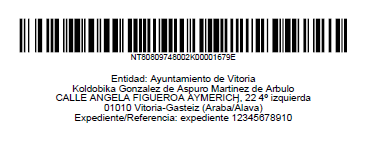 NT80809748002K00001679E
Entidad: Ayuntamiento de Vitoria
Koldobika Gonzalez de Aspuro Martinez de Arbulo
CALLE ANGELA FIGUEROA AYMERICH, 22 4º izquierda
01010 Vitoria-Gasteiz (Araba/Álava)
Expediente/Referencia: expediente 12345678910